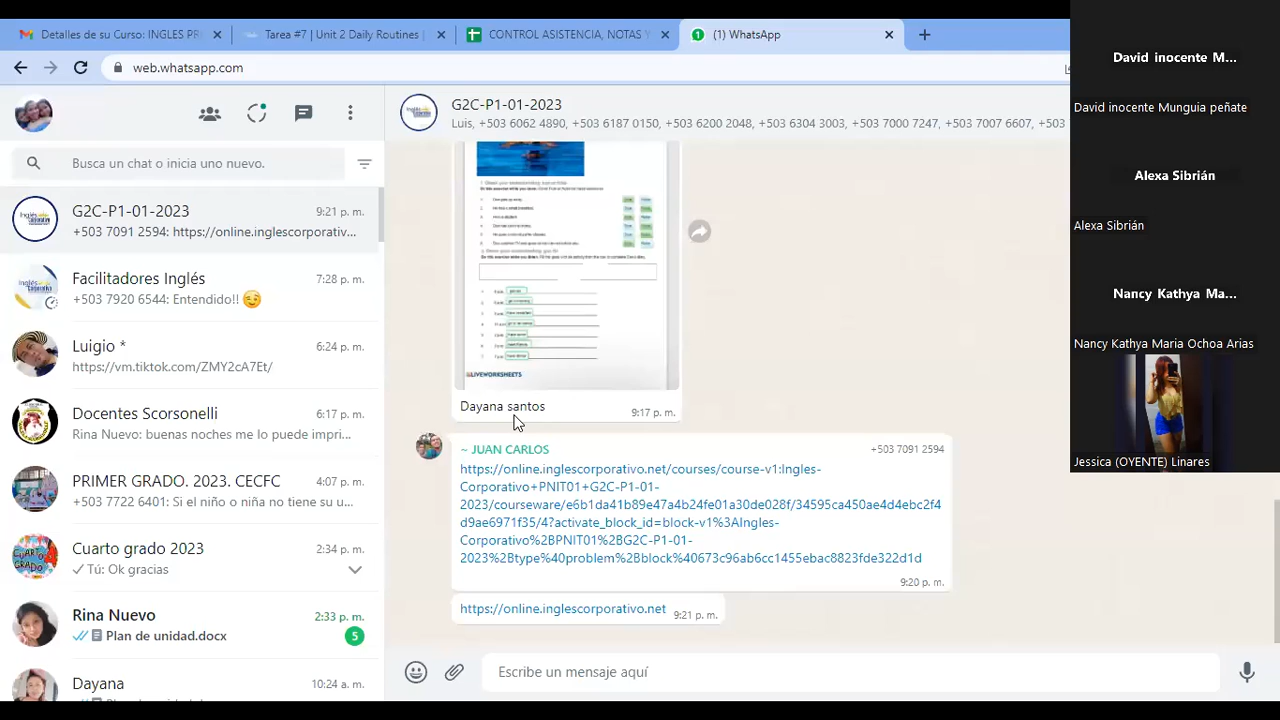 Detalles de su Curso: INGLES PR
Tarea #7 | Unit 2 Daily Routines |
CONTROL ASISTENCIA, NOTAS Y
(1) WhatsApp
web.whatsapp.com
Busca un chat o inicia uno nuevo.
C-P1-01-2023
9:21 p. m.
+503 7091 2594: https://online.inglescorporativ...
Facilitadores Inglés
7:28 p. m.
+503 7920 6544: Entendido!!
Lurgio *
6:24 p. m.
https://vm.tiktok.com/ZMY2cA7Et/
Docentes Scorsonelli
6:17 p. m.
Rina Nuevo: buenas noches me lo puede impri...
PRIMER GRADO. 2023. CECFC
4:07 p. m.
+503 7722 6401: Si el niño o niña no tiene su u...
Cuarto grado 2023
2:34 p. m.
Tú: Ok gracias
Rina Nuevo
2:33 p. m.
Plan de unidad.docx
5
Dayana
10:24 a. m.
G2C-P1-01-2023
Luis, +503 6062 4890, +503 6187 0150, +503 6200 2048, +503 6304 3003, +503 7000 7247, +503 7007 6607, +503
LIVEWORKSHEETS
Dayana santos
9:17 p. m.
~ JUAN CARLOS
+503 7091 2594
https://online.inglescorporativo.net/courses/course-v1:Ingles-
Corporativo+PNIT01+G2C-P1-01-
2023/courseware/e6b1da41b89e47a4b24fe01a30de028f/34595ca450ae4d4ebc2f4
d9ae6971f35/4?activate_block_id=block-v1%3AIngles-
Corporativo%2BPNIT01%2BG2C-P1-01-
2023%2Btype%40problem%2Bblock%40673c96ab6cc1455ebac8823fde322d1d
9:20 p. m.
https://online.inglescorporativo.net
9:21 p. m.
Escribe un mensaje aquí
David inocente M...
David inocente Munguia peñate
Alexa Sibrián
Alexa Sibrián
Nancy Kathya Ma...
Nancy Kathya Maria Ochoa Arias
Jessica (OYENTE) Linares